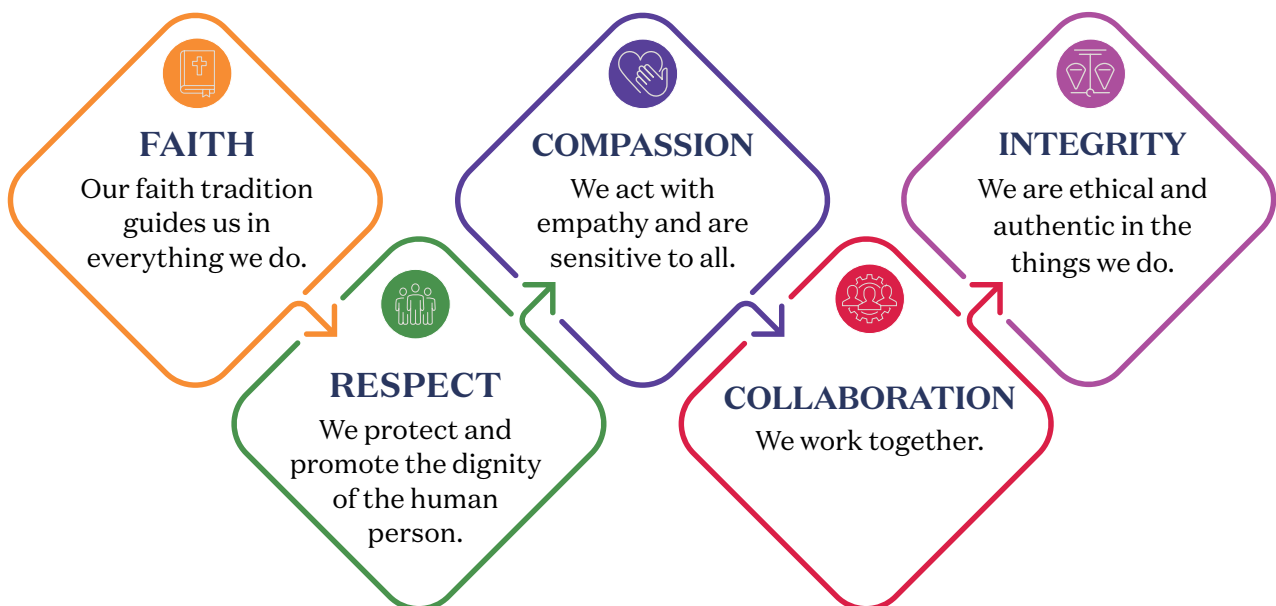 FAITH
Our faith tradition
guides us in
everything we do.
RESPECT
We protect and
promote the dignity
of the human
person.
COMPASSION
We act with
empathy and are
sensitive to all.
COLLABORATION
We work together.
INTEGRITY
We are ethical and
authentic in the
things we do.